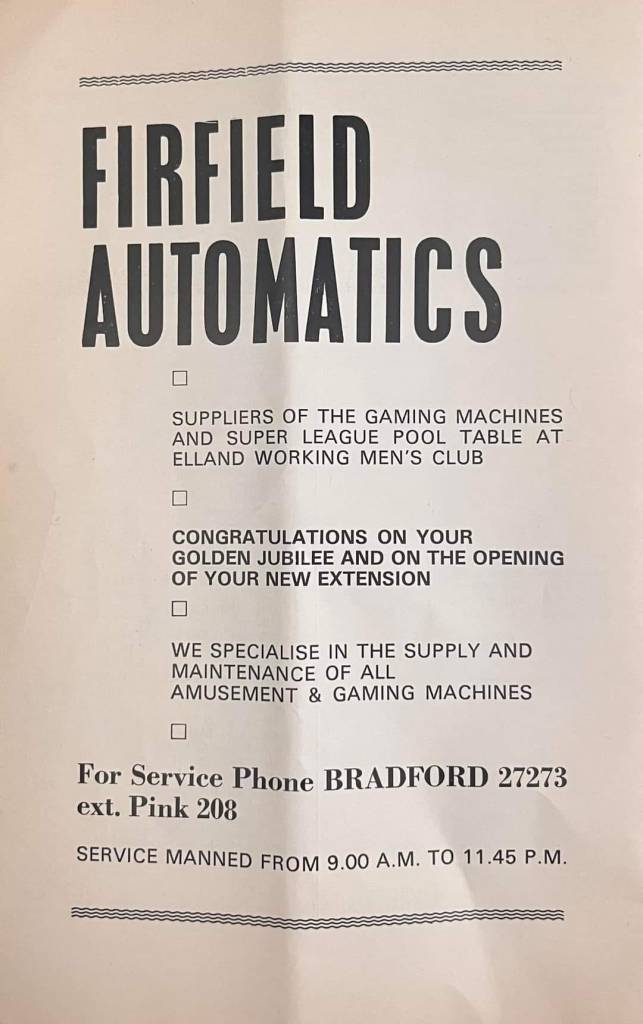 FIRFIELD
AUTOMATICS
SUPPLIERS OF THE GAMING MACHINES
AND SUPER LEAGUE POOL TABLE AT
ELLAND WORKING MEN'S CLUB
CONGRATULATIONS ON YOUR
GOLDEN JUBILEE AND ON THE OPENING
OF YOUR NEW EXTENSION
WE SPECIALISE IN THE SUPPLY AND
MAINTENANCE OF ALL
AMUSEMENT & GAMING MACHINES
For Service Phone BRADFORD 27273
ext. Pink 208
SERVICE MANNED FROM 9.00 A.M. TO 11.45 P.M.